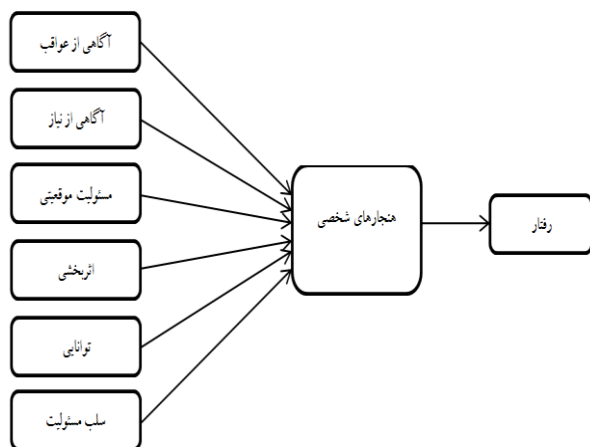 آگاهی از عواقب
آگاهی از نیاز
مسئولیت موقعیتی
اثربخشی
توانایی
سلب مسئولیت
هنجارهای شخصی
رفتار